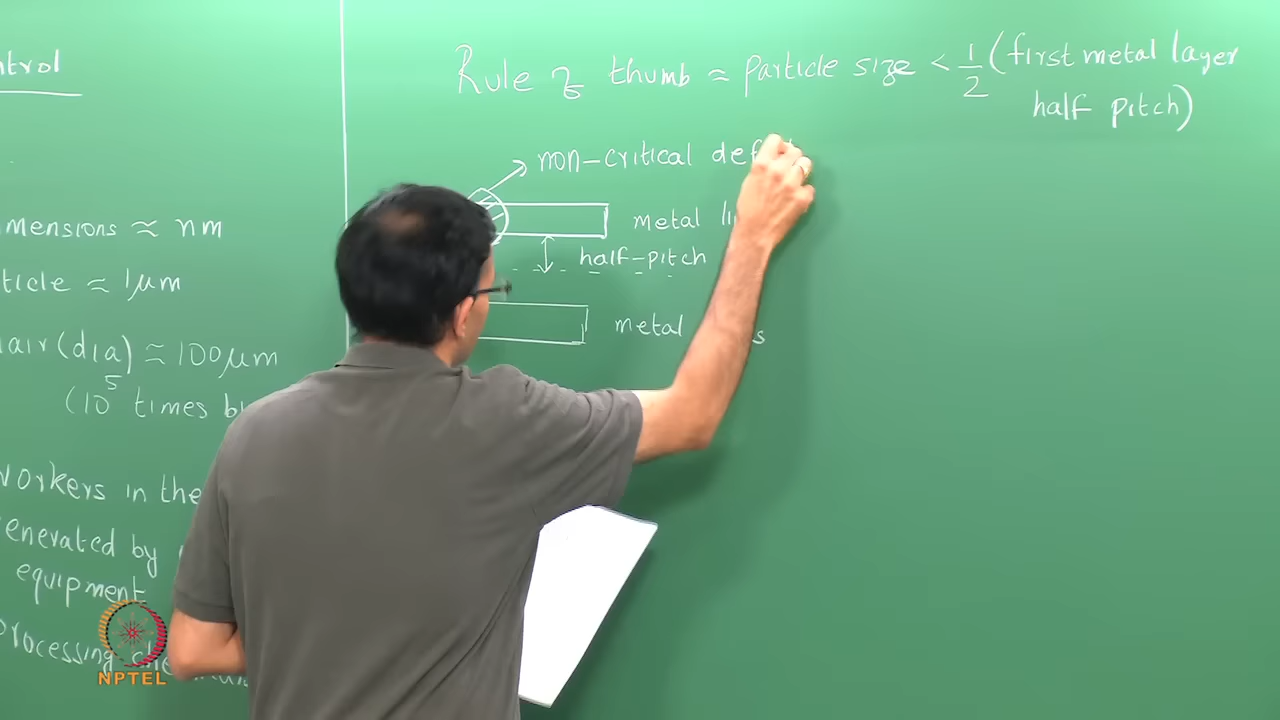 ntrol
mensions ≈ nm
ticle ≈ 1μm
air (dia) ≈ 100μm
(10⁵ times
workers in the
enerated by
equipment
processing
Rule of thumb ≈ particle size < 1/2 (first metal layer
half pitch)
non-critical def
metal
half-pitch
metal
NPTEL